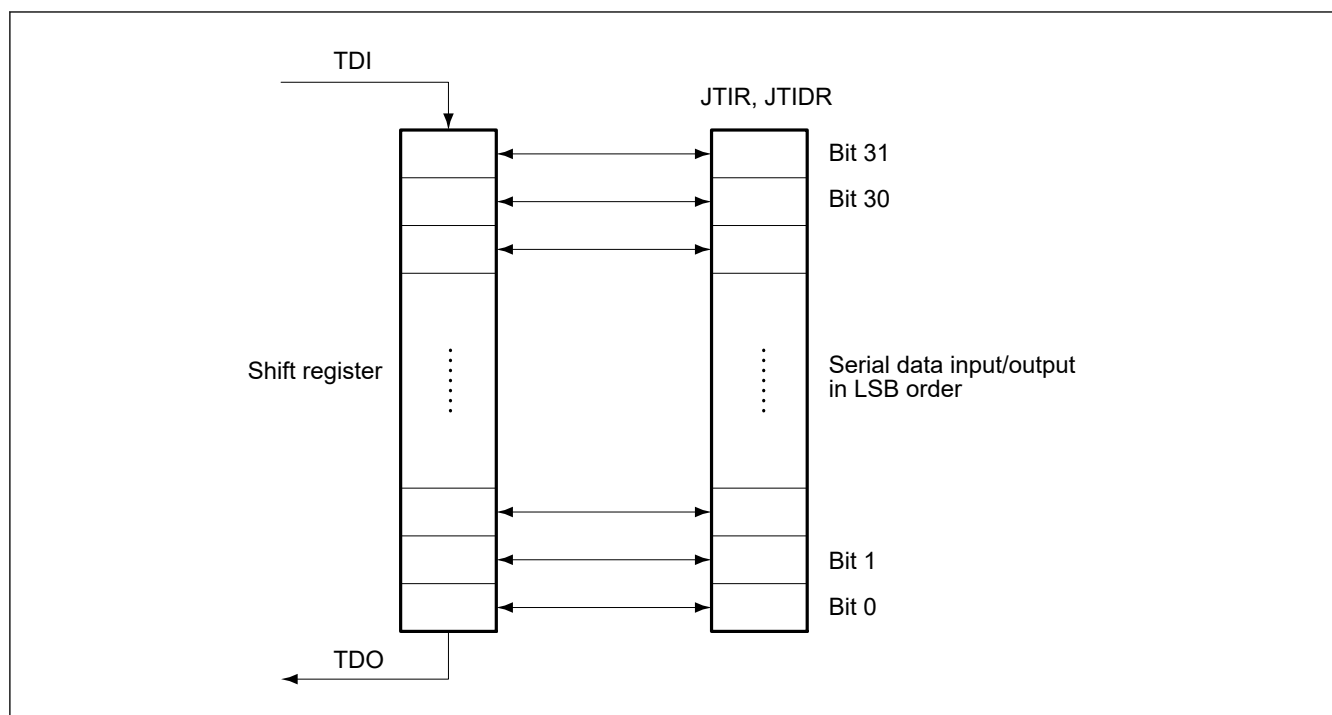 TDI
JTIR, JTIDR
Bit 31
Bit 30
Shift register
Serial data input/output
in LSB order
Bit 1
Bit 0
TDO